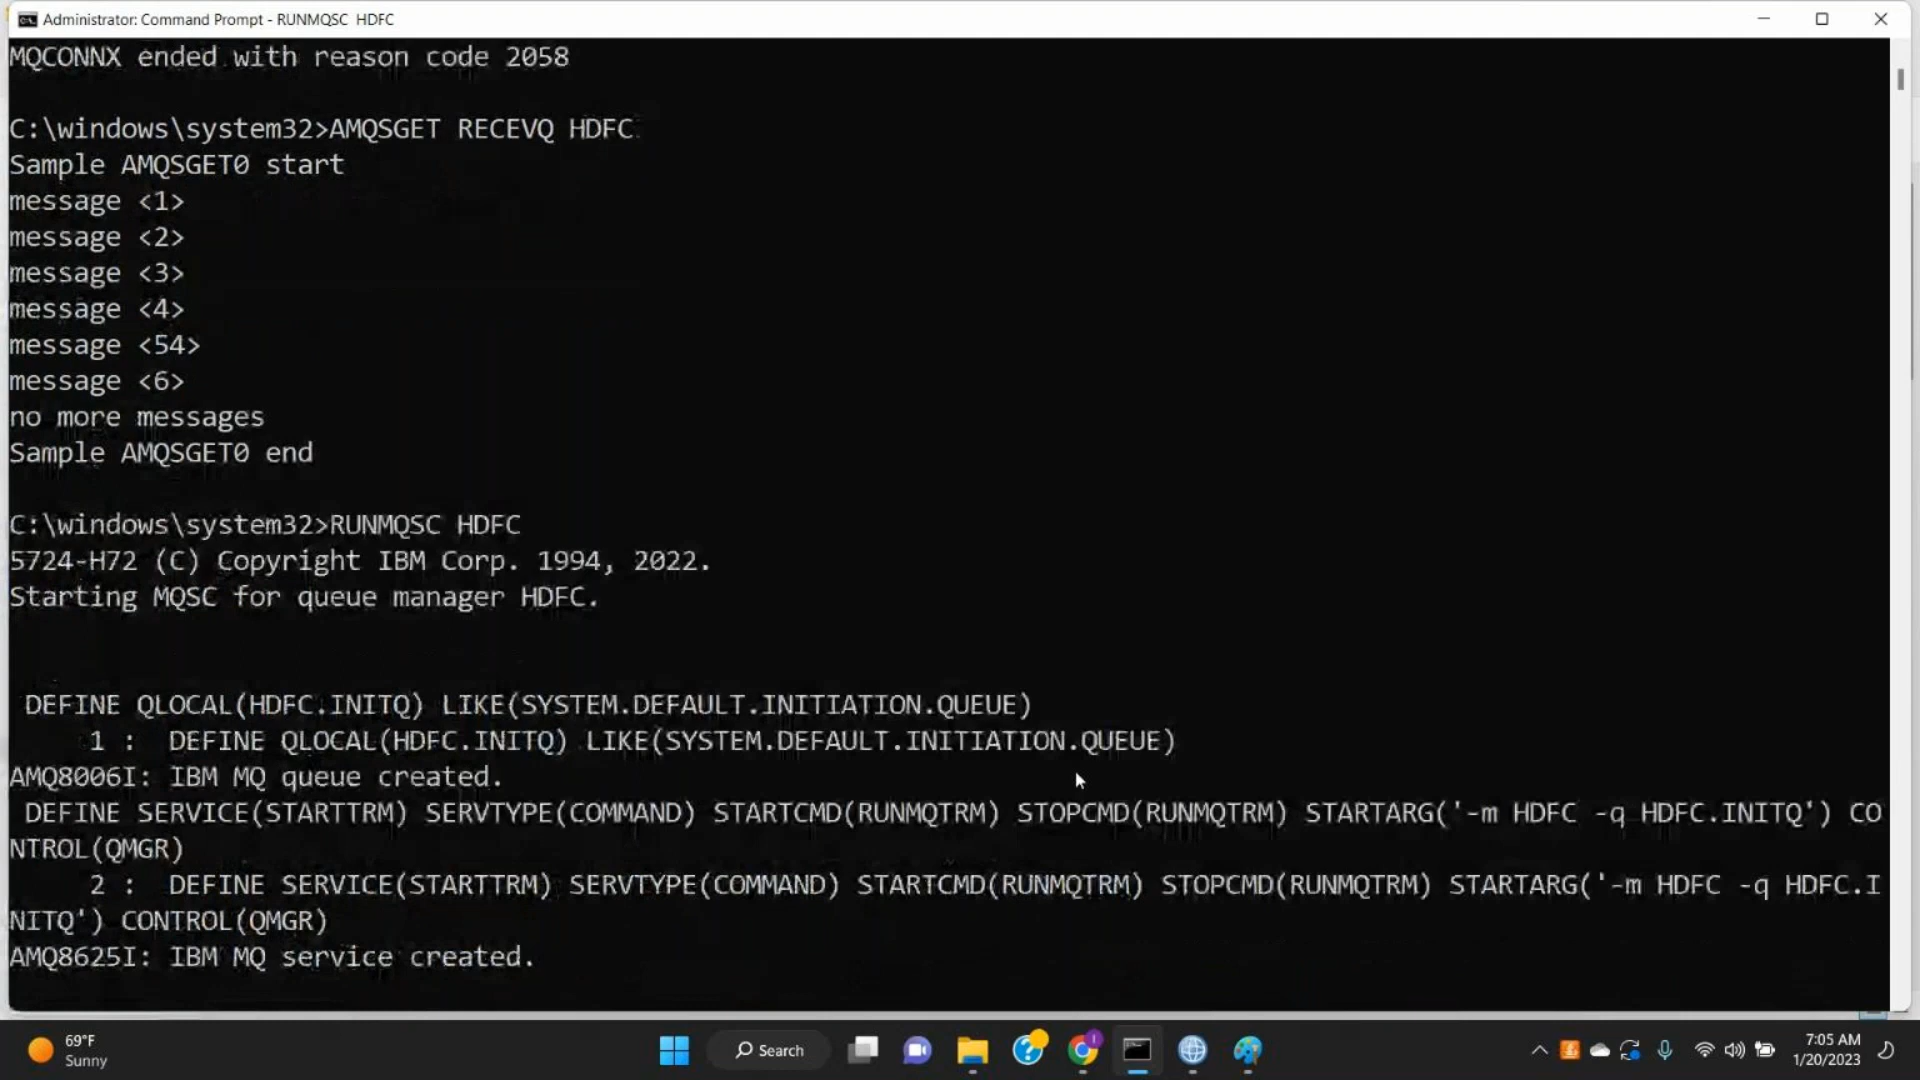 Administrator: Command Prompt - RUNMQSC HDFC
MQCONNX ended with reason code 2058
C:\windows\system32>AMQSGET RECEVQ HDFC
Sample AMQSGET0 start
message <1>
message <2>
message <3>
message <4>
message <54>
message <6>
no more messages
Sample AMQSGET0 end
C:\windows\system32>RUNMQSC HDFC
5724-H72 (C) Copyright IBM Corp. 1994, 2022.
Starting MQSC for queue manager HDFC.
DEFINE QLOCAL(HDFC.INITQ) LIKE(SYSTEM.DEFAULT.INITIATION.QUEUE)
1 : DEFINE QLOCAL(HDFC.INITQ) LIKE(SYSTEM.DEFAULT.INITIATION.QUEUE)
AMQ8006I: IBM MQ queue created.
DEFINE SERVICE(STARTTRM) SERVTYPE(COMMAND) STARTCMD(RUNMQTRM) STOPCMD(RUNMQTRM) STARTARG('-m HDFC -q HDFC.INITQ') CO
NTROL(QMGR)
2 : DEFINE SERVICE(STARTTRM) SERVTYPE(COMMAND) STARTCMD(RUNMQTRM) STOPCMD(RUNMQTRM) STARTARG('-m HDFC -q HDFC.I
NITQ') CONTROL(QMGR)
AMQ8625I: IBM MQ service created.
69°F
Sunny
Search
7:05 AM
1/20/2023